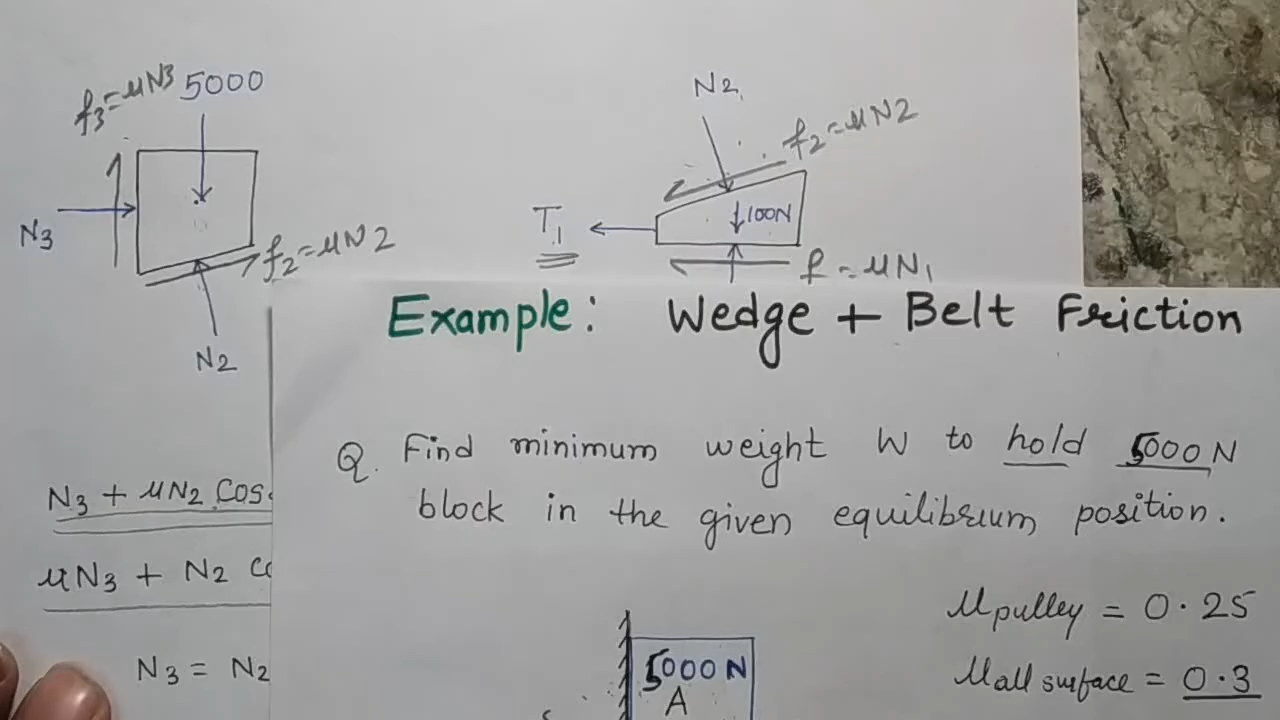 f₃=μN3 5000
N3
f₂=μN2
N2
N2
f₂=μN2
T₁
↓100N
f=μN₁
Example: Wedge + Belt Friction
Q. Find minimum weight W to hold 5000 N
block in the given equilibrium position.
N₃ + μN₂ Cos
μN₃ + N₂ Co
N₃ = N₂
μpulley = 0.25
μall surface = 0.3
5000 N
A